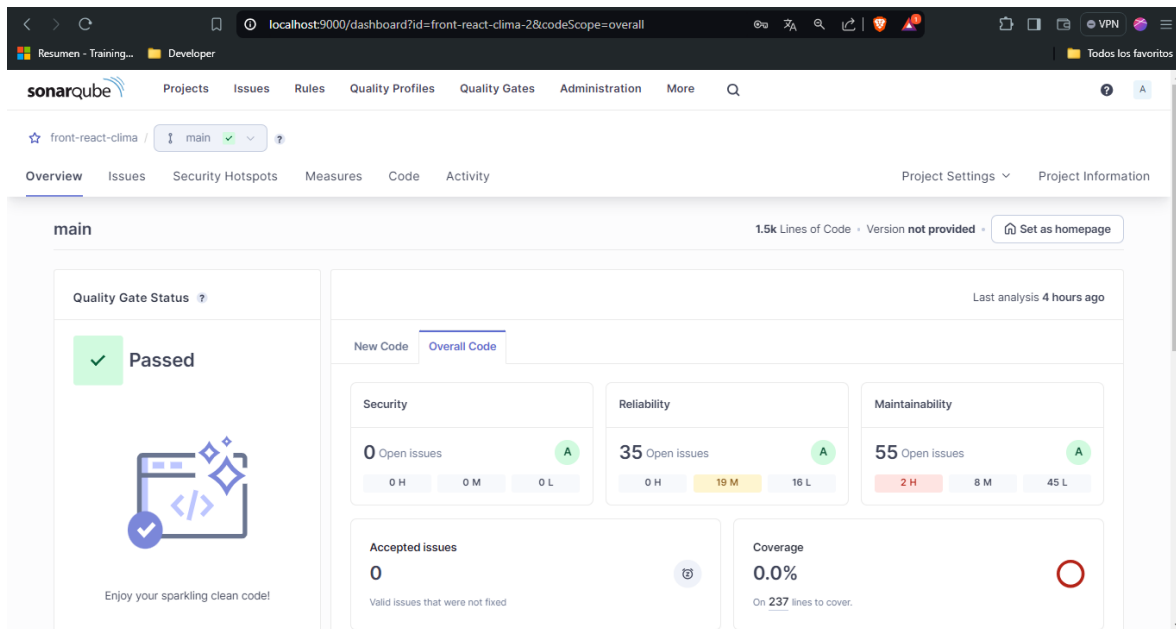 localhost:9000/dashboard?id=front-react-clima-2&codeScope=overall
VPN
Resumen - Training...
Developer
Todos los favoritos
sonarqube
Projects
Issues
Rules
Quality Profiles
Quality Gates
Administration
More
?
A
front-react-clima /
main
?
Overview
Issues
Security Hotspots
Measures
Code
Activity
Project Settings
Project Information
main
1.5k Lines of Code • Version not provided •
Set as homepage
Quality Gate Status ?
Passed
</>
Enjoy your sparkling clean code!
Last analysis 4 hours ago
New Code
Overall Code
Security
0 Open issues
A
0 H
0 M
0 L
Reliability
35 Open issues
A
0 H
19 M
16 L
Maintainability
55 Open issues
A
2 H
8 M
45 L
Accepted issues
0
Valid issues that were not fixed
Coverage
0.0%
On 237 lines to cover.